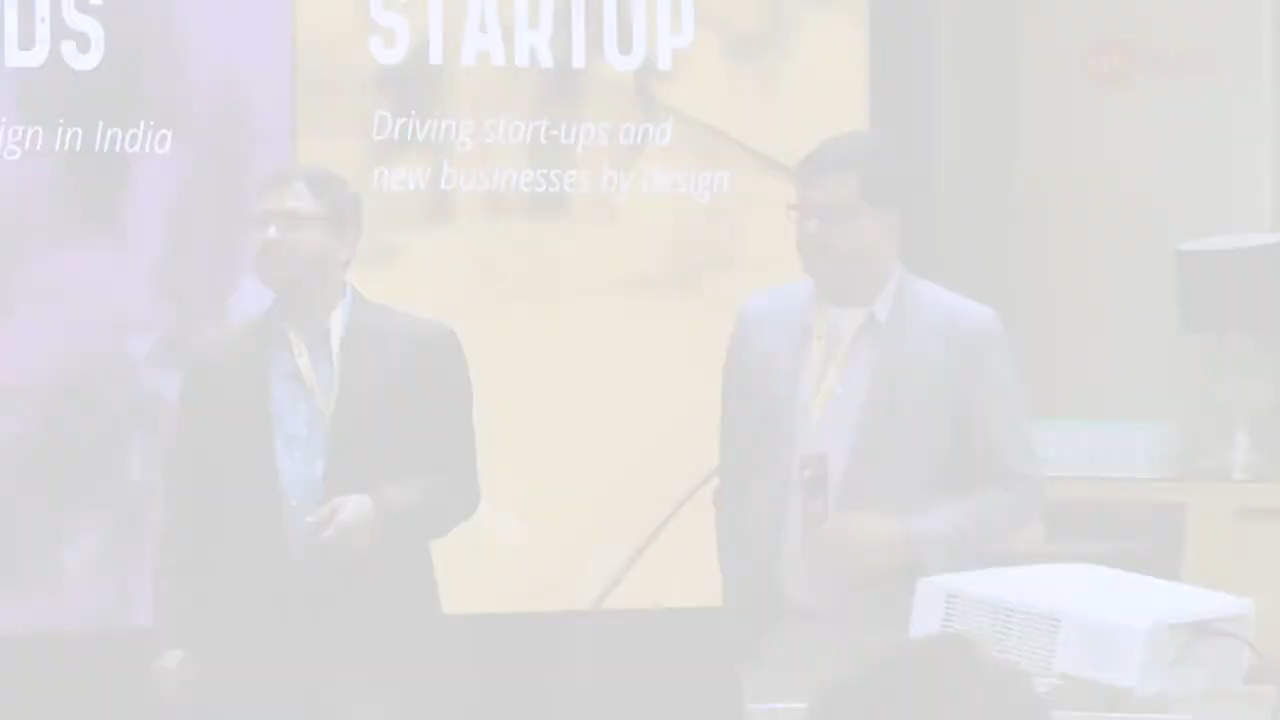 DS
ign in India
STARTUP
Driving start-ups and
new businesses by design